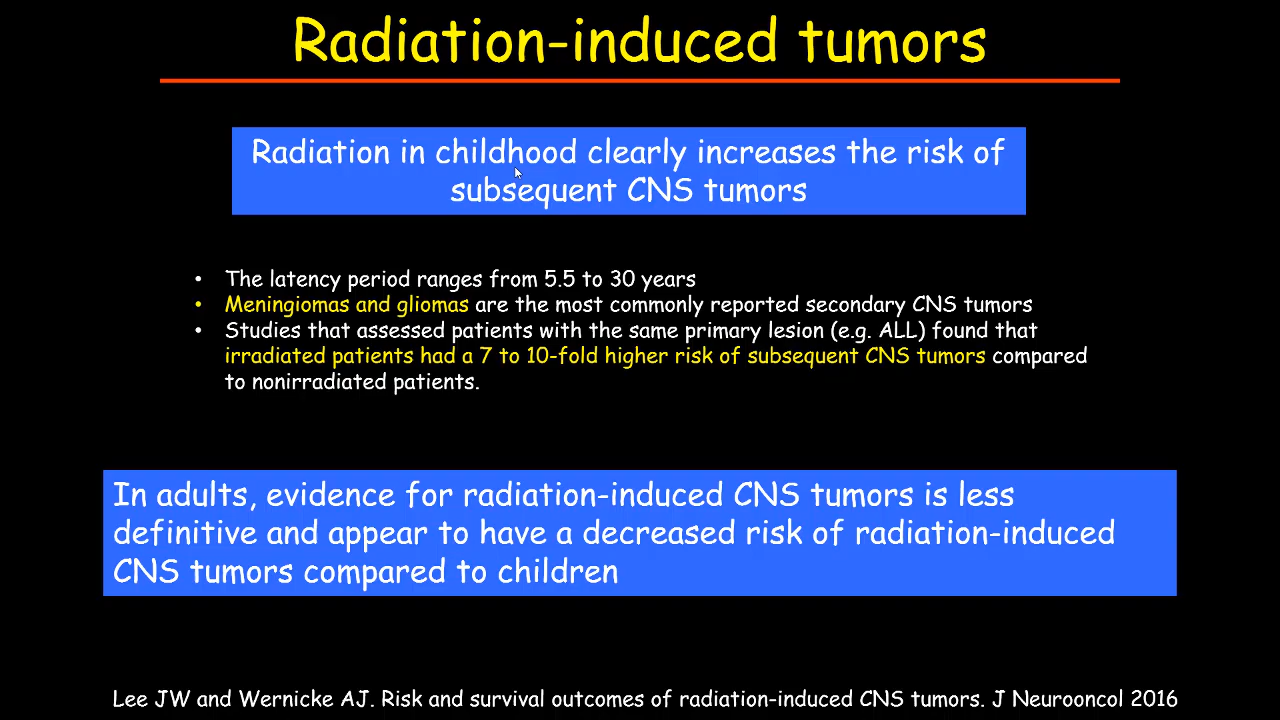 Radiation-induced tumors
Radiation in childhood clearly increases the risk of
subsequent CNS tumors
• The latency period ranges from 5.5 to 30 years
• Meningiomas and gliomas are the most commonly reported secondary CNS tumors
• Studies that assessed patients with the same primary lesion (e.g. ALL) found that
irradiated patients had a 7 to 10-fold higher risk of subsequent CNS tumors compared
to nonirradiated patients.
In adults, evidence for radiation-induced CNS tumors is less
definitive and appear to have a decreased risk of radiation-induced
CNS tumors compared to children
Lee JW and Wernicke AJ. Risk and survival outcomes of radiation-induced CNS tumors. J Neurooncol 2016